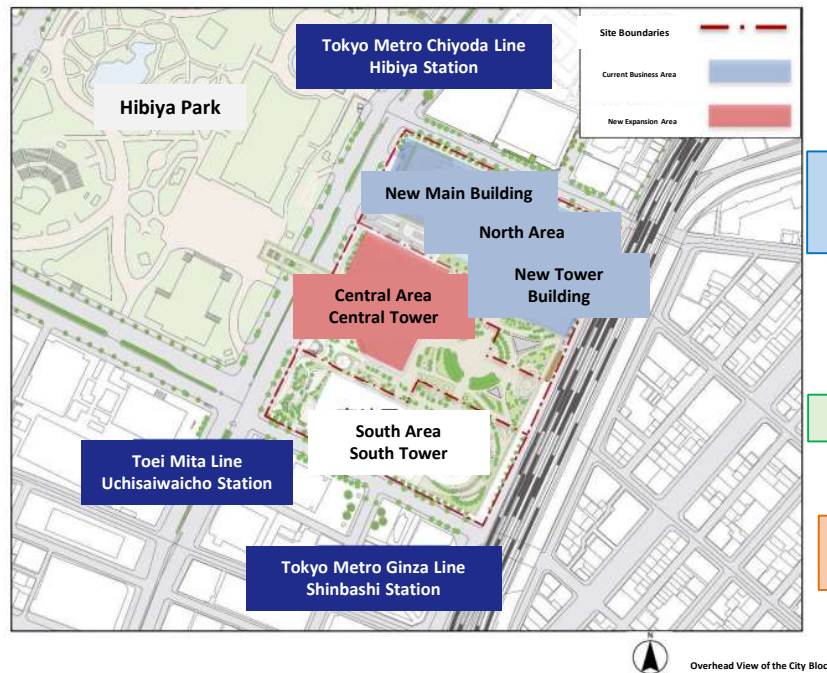 Tokyo Metro Chiyoda Line
Hibiya Station
Site Boundaries
Current Business Area
New Expansion Area
Hibiya Park
New Main Building
North Area
New Tower
Building
Central Area
Central Tower
South Area
South Tower
Toei Mita Line
Uchisaiwaicho Station
Tokyo Metro Ginza Line
Shinbashi Station
N
Overhead View of the City Bloc